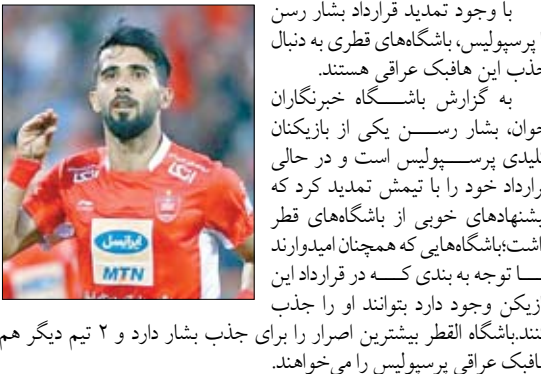 با وجود تمدید قرارداد بشار رسن
پرسپولیس، باشگاه‌های قطری به دنبال
جذب این هافبک عراقی هستند.
به گزارش باشگاه خبرنگاران
جوان، بشار رسن یکی از بازیکنان
کلیدی پرسپولیس است و در حالی
قرارداد خود را با تیمش تمدید کرد که
پیشنهادهای خوبی از باشگاه‌های قطر
داشت؛باشگاه‌هایی که همچنان امیدوارند
با توجه به بندی که در قرارداد این
بازیکن وجود دارد بتوانند او را جذب
کنند.باشگاه القطر بیشترین اصرار را برای جذب بشار دارد و ۲ تیم دیگر هم
هافبک عراقی پرسپولیس را می‌خواهند.
ایرانسل
MTN